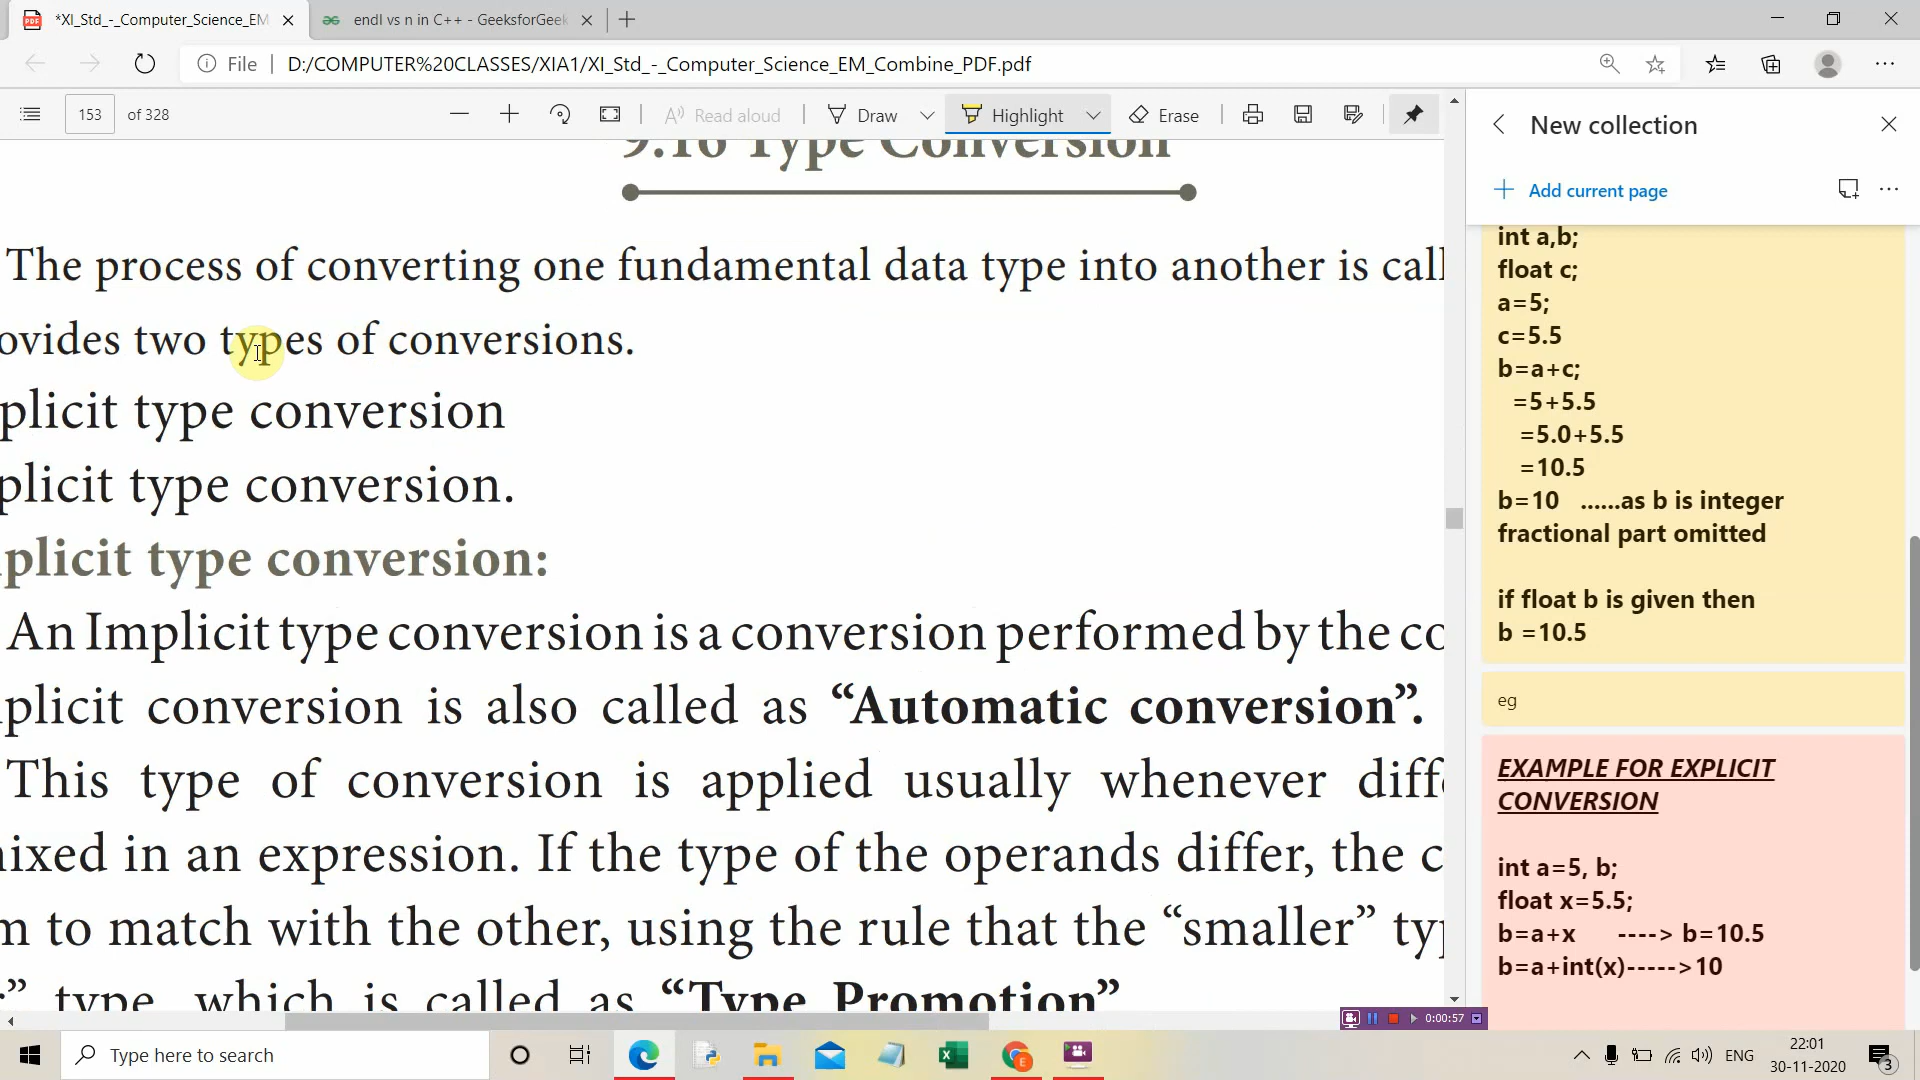 *XI_Std_-_Computer_Science_EM
endl vs n in C++ - GeeksforGeek
File
D:/COMPUTER%20CLASSES/XIA1/XI_Std_-_Computer_Science_EM_Combine_PDF.pdf
153 of 328
Read aloud
Draw
Highlight
Erase
9.16 Type Conversion
The process of converting one fundamental data type into another is call
ovides two types of conversions.
plicit type conversion
plicit type conversion.
plicit type conversion:
An Implicit type conversion is a conversion performed by the co
plicit conversion is also called as “Automatic conversion”.
This type of conversion is applied usually whenever diffe
ixed in an expression. If the type of the operands differ, the c
m to match with the other, using the rule that the “smaller” typ
r” type, which is called as “Type Promotion”
New collection
Add current page
int a,b;
float c;
a=5;
c=5.5
b=a+c;
=5+5.5
=5.0+5.5
=10.5
b=10 ......as b is integer
fractional part omitted
if float b is given then
b =10.5
eg
EXAMPLE FOR EXPLICIT
CONVERSION
int a=5, b;
float x=5.5;
b=a+x ----> b=10.5
b=a+int(x)----->10
0:00:57
Type here to search
ENG
22:01
30-11-2020
3